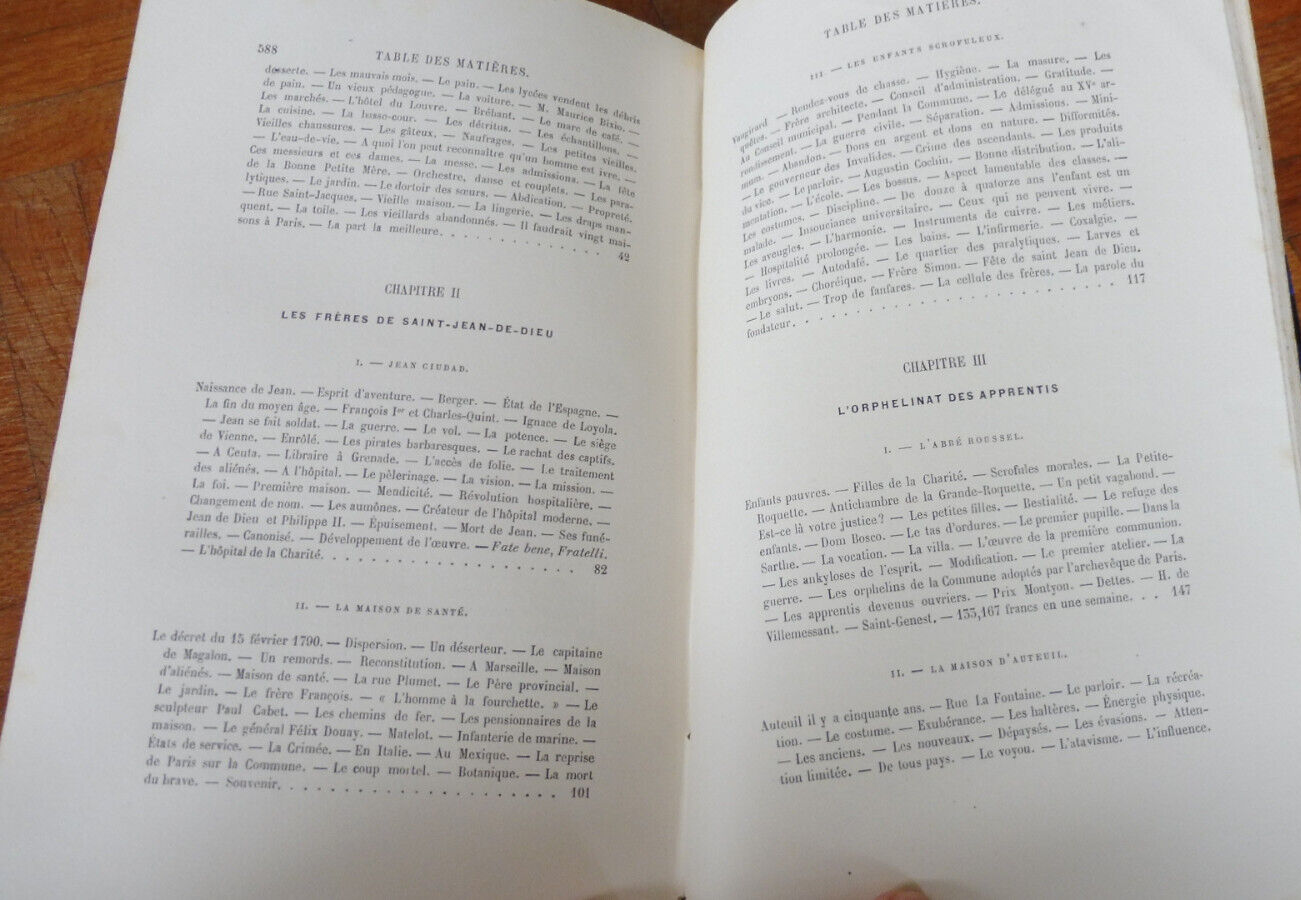 588
TABLE DES MATIÈRES.
desserte. — Les mauvais mois. — Le pain. — Les lycées vendent les débris
de pain. — Un vieux pédagogue. — La voiture. — M. Maurice Bixio. —
Les marchés. — L'hôtel du Louvre. — Bréhant. — Le marc de café. —
La cuisine. — La basse-cour. — Les détritus. — Les échantillons. —
Vieilles chaussures. — Les gâteux. — Naufrages. — Les petites vieilles.
— L'eau-de-vie. — A quoi l'on peut reconnaître qu'un homme est ivre. —
Ces messieurs et ces dames. — La messe. — Les admissions. — La fête
de la Bonne Petite Mère. — Orchestre, danse et couplets. — Les para-
lytiques. — Le jardin. — Le dortoir des sœurs. — Abdication. — Propreté.
— Rue Saint-Jacques. — Vieille maison. — La lingerie. — Les draps man-
quent. — La toile. — Les vieillards abandonnés. — Il faudrait vingt mai-
sons à Paris. — La part la meilleure. . . . . . . . . . . . 42
CHAPITRE II
LES FRÈRES DE SAINT-JEAN-DE-DIEU
I. — JEAN CIUDAD.
Naissance de Jean. — Esprit d'aventure. — Berger. — État de l'Espagne. —
La fin du moyen âge. — François Ier et Charles-Quint. — Ignace de Loyola.
— Jean se fait soldat. — La guerre. — Le vol. — La potence. — Le siège
de Vienne. — Enrôlé. — Les pirates barbaresques. — Le rachat des captifs.
— A Ceuta. — Libraire à Grenade. — L'accès de folie. — Le traitement
des aliénés. — A l'hôpital. — Le pèlerinage. — La vision. — La mission. —
La foi. — Première maison. — Mendicité. — Révolution hospitalière. —
Changement de nom. — Les aumônes. — Créateur de l'hôpital moderne. —
Jean de Dieu et Philippe II. — Épuisement. — Mort de Jean. — Ses funé-
railles. — Canonisé. — Développement de l'œuvre. — Fate bene, Fratelli.
— L'hôpital de la Charité. . . . . . . . . . . . . . . . 82
II. — LA MAISON DE SANTÉ.
Le décret du 15 février 1790. — Dispersion. — Un déserteur. — Le capitaine
de Magalon. — Un remords. — Reconstitution. — A Marseille. — Maison
d'aliénés. — Maison de santé. — La rue Plumet. — Le Père provincial. —
Le jardin. — Le frère François. — « L'homme à la fourchette. » — Le
sculpteur Paul Cabet. — Les chemins de fer. — Les pensionnaires de la
maison. — Le général Félix Douay. — Matelot. — Infanterie de marine. —
États de service. — La Crimée. — En Italie. — Au Mexique. — La reprise
de Paris sur la Commune. — Le coup mortel. — Botanique. — La mort
du brave. — Souvenir. . . . . . . . . . . . . . . . . 101
TABLE DES MATIÈRES.
III. — LES ENFANTS SCROFULEUX.
Vaugirard — Rendez-vous de chasse. — Hygiène. — La masure. — Les
quêtes. — Frère architecte. — Conseil d'administration. — Gratitude. —
Au Conseil municipal. — Pendant la Commune. — Le délégué au XVe ar-
rondissement. — La guerre civile. — Séparation. — Admissions. — Mini-
mum. — Abandon. — Dons en argent et dons en nature. — Difformités.
— Le gouverneur des Invalides. — Crime des ascendants. — Les produits
du vice. — Le parloir. — Augustin Cochin. — Bonne distribution. — L'ali-
mentation. — L'école. — Les bossus. — Aspect lamentable des classes. —
Les costumes. — Discipline. — De douze à quatorze ans l'enfant est un
malade. — Insouciance universitaire. — Ceux qui ne peuvent vivre. —
Les aveugles. — L'harmonie. — Instruments de cuivre. — Les métiers.
— Hospitalité prolongée. — Les bains. — L'infirmerie. — Coxalgie. —
Les livres. — Autodafé. — Le quartier des paralytiques. — Larves et
embryons. — Choréique. — Frère Simon. — Fête de saint Jean de Dieu.
— Le salut. — Trop de fanfares. — La cellule des frères. — La parole du
fondateur. . . . . . . . . . . . . . . . . . . . . 117
CHAPITRE III
L'ORPHELINAT DES APPRENTIS
I. — L'ABBÉ ROUSSEL.
Enfants pauvres. — Filles de la Charité. — Scrofules morales. — La Petite-
Roquette. — Antichambre de la Grande-Roquette. — Un petit vagabond. —
Est-ce là votre justice? — Les petites filles. — Bestialité. — Le refuge des
enfants. — Dom Bosco. — Le tas d'ordures. — Le premier pupille. — Dans la
Sarthe. — La vocation. — La villa. — L'œuvre de la première communion.
— Les ankyloses de l'esprit. — Modification. — Le premier atelier. — La
guerre. — Les orphelins de la Commune adoptés par l'archevêque de Paris.
— Les apprentis devenus ouvriers. — Prix Montyon. — Dettes. — H. de
Villemessant. — Saint-Genest. — 133,167 francs en une semaine. . . 147
II. — LA MAISON D'AUTEUIL.
Auteuil il y a cinquante ans. — Rue La Fontaine. — Le parloir. — La récréa-
tion. — Le costume. — Exubérance. — Les haltères. — Énergie physique.
— Les anciens. — Les nouveaux. — Dépaysés. — Les évasions. — Atten-
tion limitée. — De tous pays. — Le voyou. — L'atavisme. — L'influence.